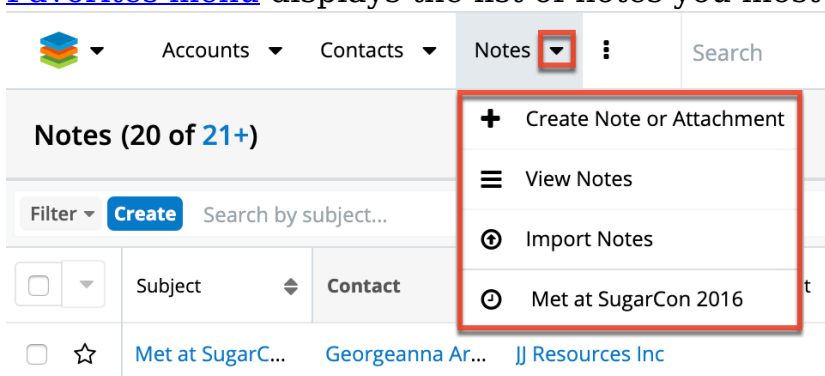 Favorites menu displays the list of notes you most
Accounts Contacts Notes Search
Notes (20 of 21+)
Create Note or Attachment
View Notes
Filter Create Search by subject...
Import Notes
Subject Contact t
Met at SugarCon 2016
Met at SugarC... Georgeanna Ar... JJ Resources Inc